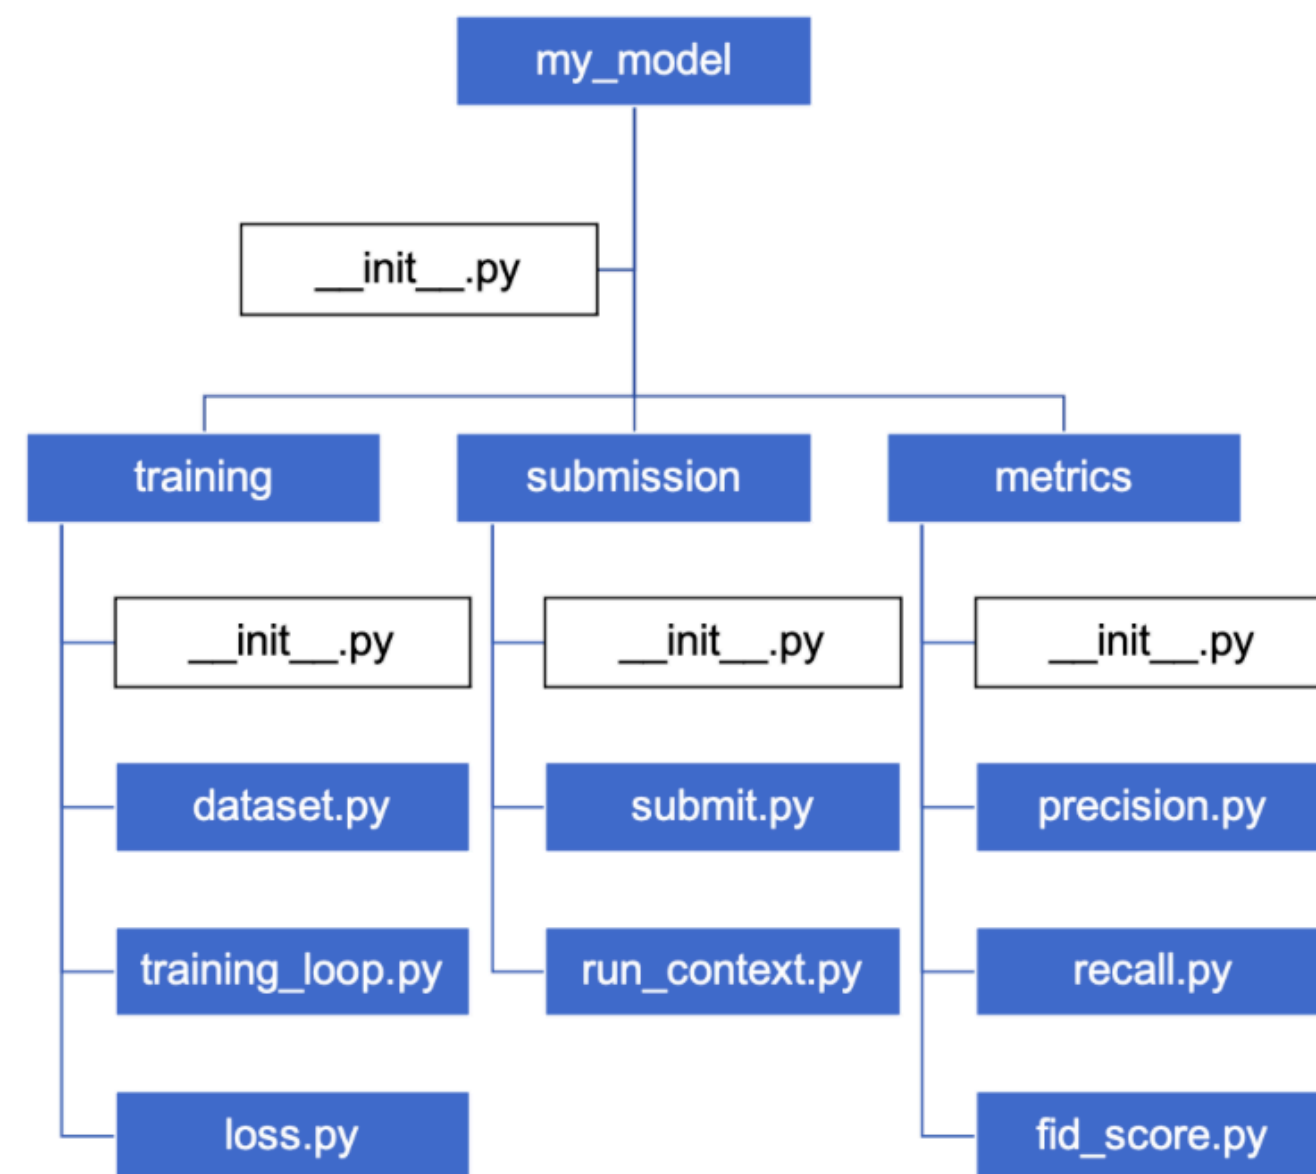 my_model
__init__.py
training
submission
metrics
__init__.py
__init__.py
__init__.py
dataset.py
submit.py
precision.py
training_loop.py
run_context.py
recall.py
loss.py
fid_score.py